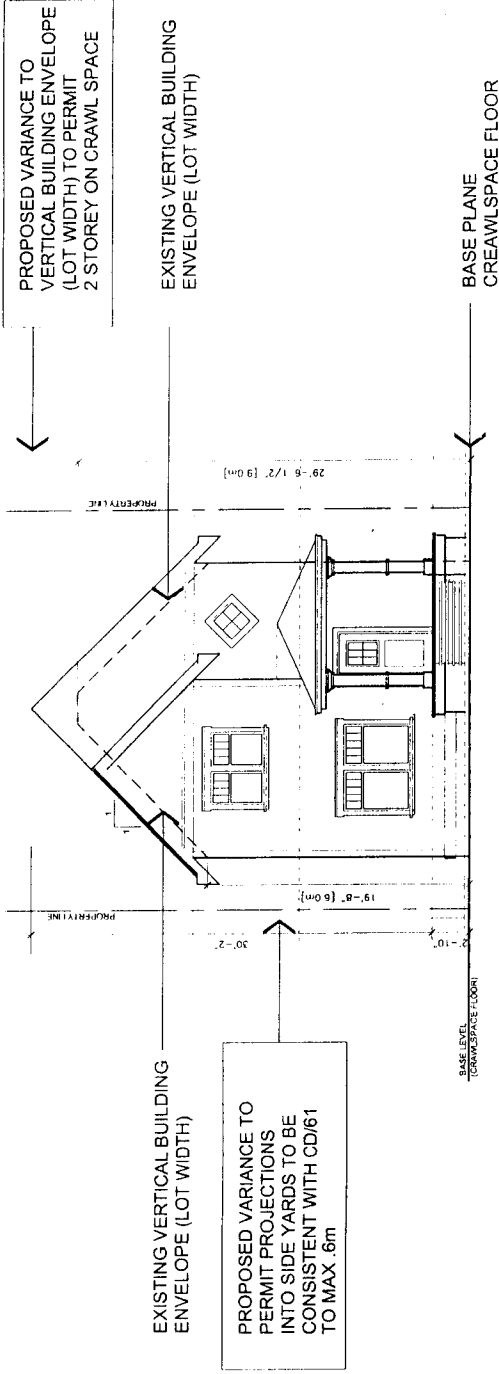 PROPOSED VARIANCE TO
VERTICAL BUILDING ENVELOPE
(LOT WIDTH) TO PERMIT
2 STOREY ON CRAWL SPACE
EXISTING VERTICAL BUILDING
ENVELOPE (LOT WIDTH)
BASE PLANE
CREAWLSPACE FLOOR
PROPERTY LINE
29'-6 1/2" [9.0m]
1
1
PROPERTY LINE
19'-8" [6.0m]
30'-2"
2'-10"
BASE LEVEL
(CRAWLSPACE FLOOR)
EXISTING VERTICAL BUILDING
ENVELOPE (LOT WIDTH)
PROPOSED VARIANCE TO
PERMIT PROJECTIONS
INTO SIDE YARDS TO BE
CONSISTENT WITH CD/61
TO MAX .6m